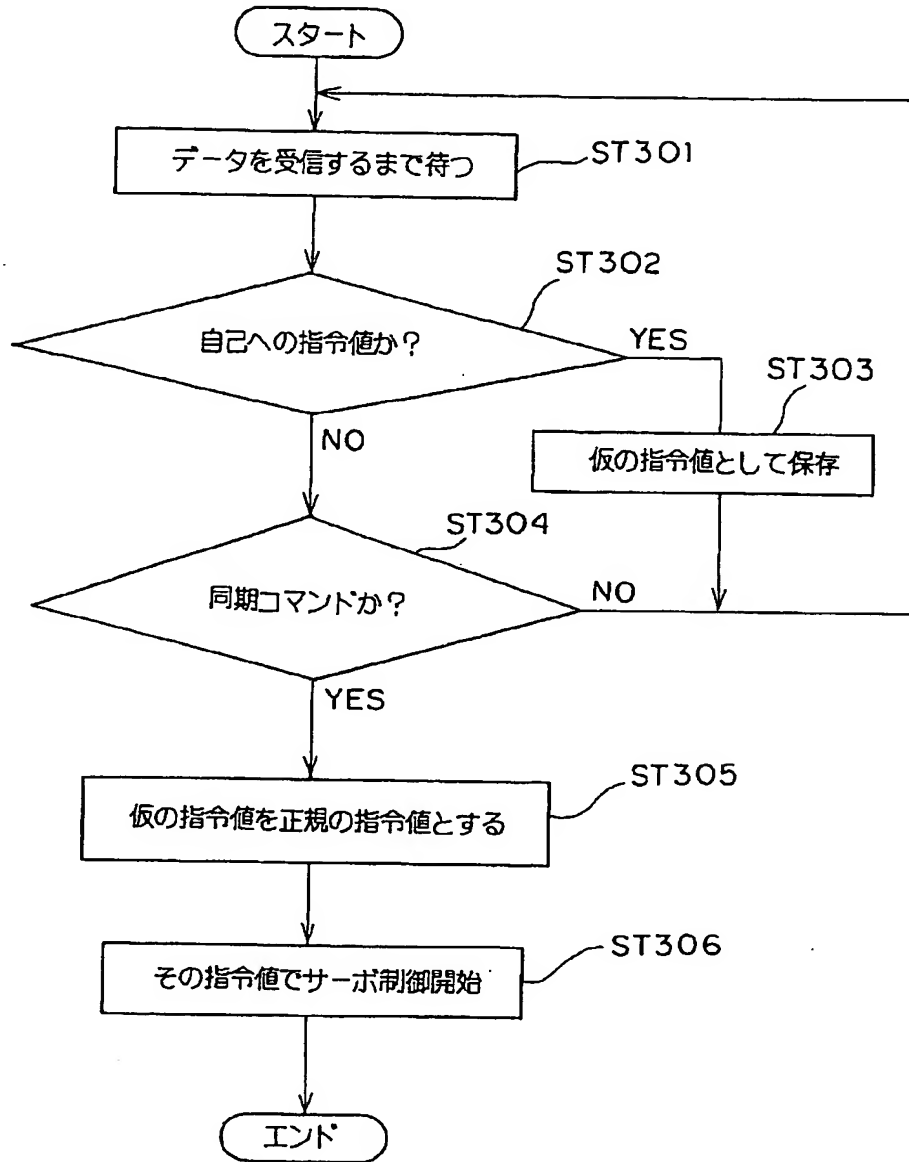 スタート
データを受信するまで待つ
ST301
ST302
自己への指令値か?
YES
ST303
NO
仮の指令値として保存
ST304
同期コマンドか?
NO
YES
ST305
仮の指令値を正規の指令値とする
ST306
その指令値でサーボ制御開始
エンド